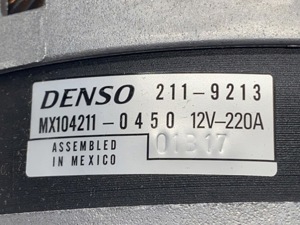 DENSO 211-9213
MX104211-0450 12V-220A
ASSEMBLED
IN MEXICO
01317